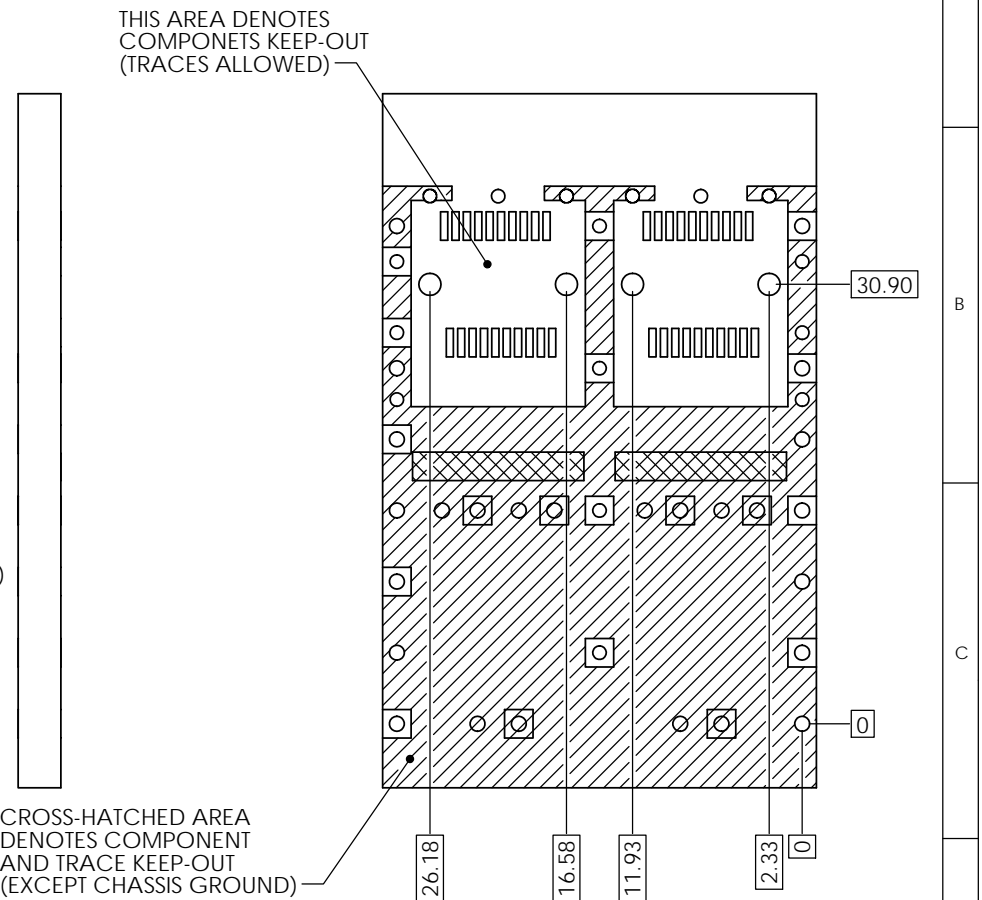 THIS AREA DENOTES
COMPONETS KEEP-OUT
(TRACES ALLOWED)
30.90
B
)
C
0
CROSS-HATCHED AREA
DENOTES COMPONENT
AND TRACE KEEP-OUT
(EXCEPT CHASSIS GROUND)
26.18
16.58
11.93
2.33
0